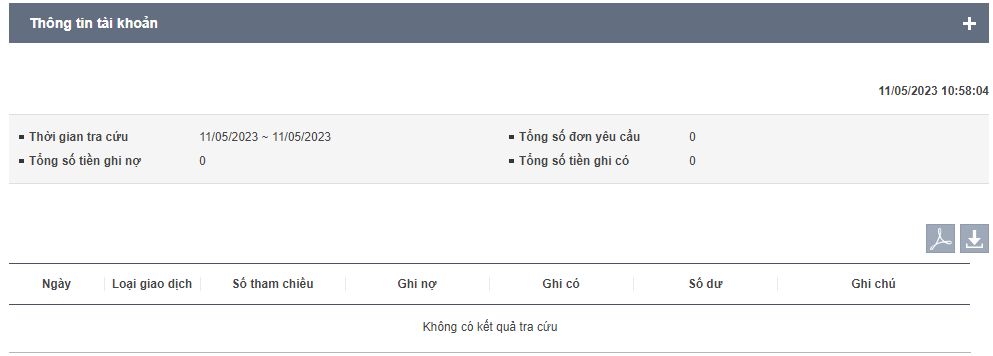 Thông tin tài khoản
11/05/2023 10:58:04
Thời gian tra cứu 11/05/2023 ~ 11/05/2023 Tổng số đơn yêu cầu 0
Tổng số tiền ghi nợ 0 Tổng số tiền ghi có 0
Ngày Loại giao dịch Số tham chiếu Ghi nợ Ghi có Số dư Ghi chú
Không có kết quả tra cứu